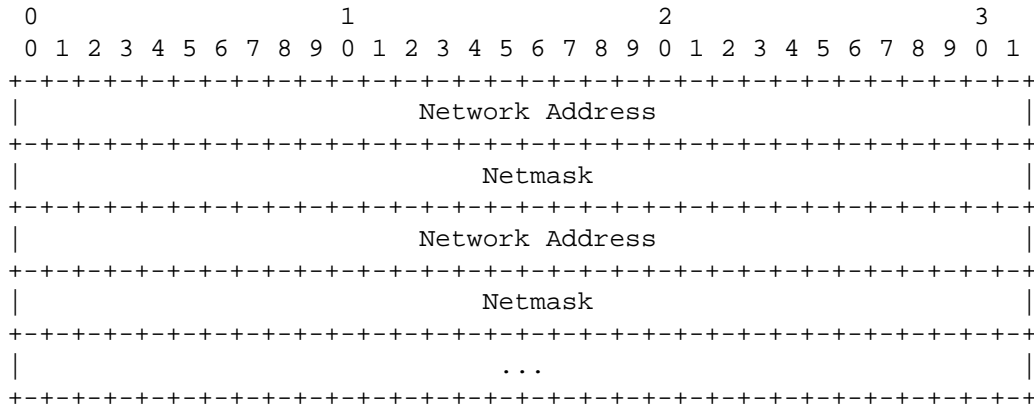 0                   1                   2                   3
 0 1 2 3 4 5 6 7 8 9 0 1 2 3 4 5 6 7 8 9 0 1 2 3 4 5 6 7 8 9 0 1
+-+-+-+-+-+-+-+-+-+-+-+-+-+-+-+-+-+-+-+-+-+-+-+-+-+-+-+-+-+-+-+-+
|                         Network Address                       |
+-+-+-+-+-+-+-+-+-+-+-+-+-+-+-+-+-+-+-+-+-+-+-+-+-+-+-+-+-+-+-+-+
|                             Netmask                           |
+-+-+-+-+-+-+-+-+-+-+-+-+-+-+-+-+-+-+-+-+-+-+-+-+-+-+-+-+-+-+-+-+
|                         Network Address                       |
+-+-+-+-+-+-+-+-+-+-+-+-+-+-+-+-+-+-+-+-+-+-+-+-+-+-+-+-+-+-+-+-+
|                             Netmask                           |
+-+-+-+-+-+-+-+-+-+-+-+-+-+-+-+-+-+-+-+-+-+-+-+-+-+-+-+-+-+-+-+-+
|                              ...                              |
+-+-+-+-+-+-+-+-+-+-+-+-+-+-+-+-+-+-+-+-+-+-+-+-+-+-+-+-+-+-+-+-+